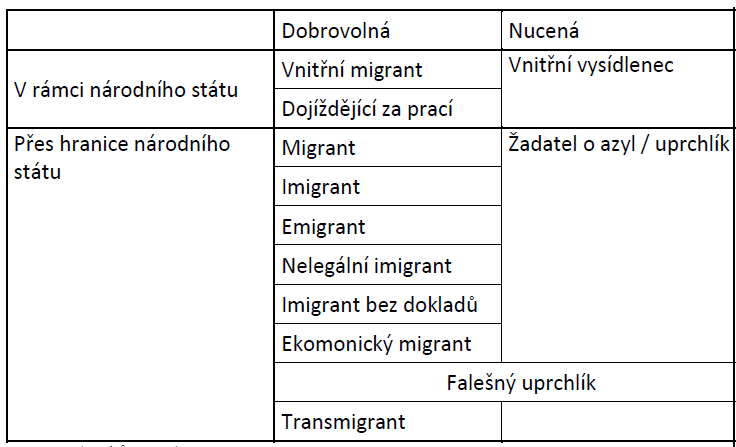 Dobrovolná Nucená
V rámci národního státu
Vnitřní migrant
Vnitřní vysídlenec
Dojíždějící za prací
Přes hranice národního
státu
Migrant
Žadatel o azyl / uprchlík
Imigrant
Emigrant
Nelegální imigrant
Imigrant bez dokladů
Ekomonický migrant
Falešný uprchlík
Transmigrant